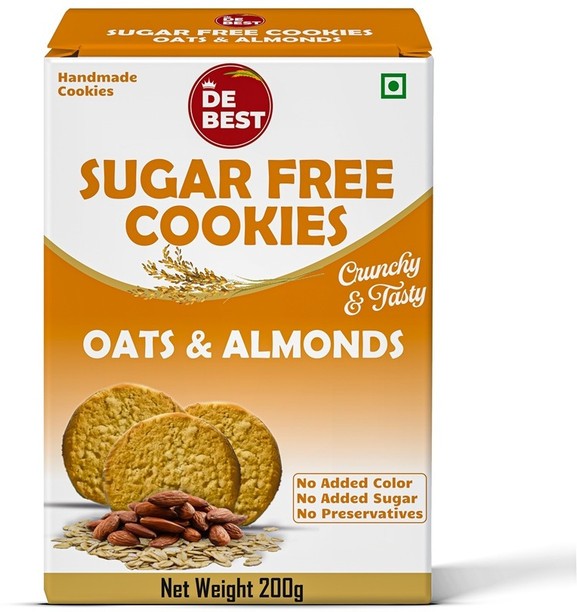 DE BEST
SUGAR FREE COOKIES
OATS & ALMONDS
Handmade
Cookies
DE
BEST
SUGAR FREE
COOKIES
Crunchy
& Tasty
OATS & ALMONDS
No Added Color
No Added Sugar
No Preservatives
Net Weight 200g